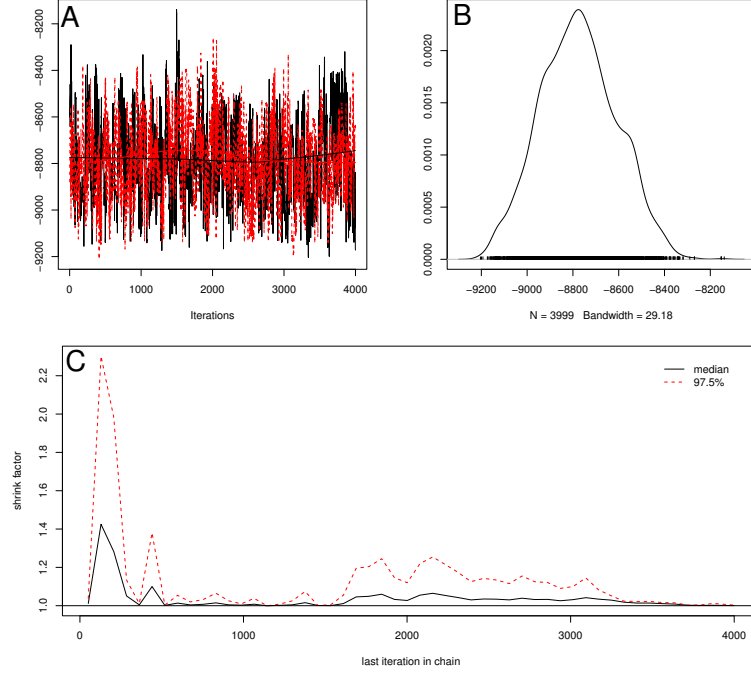 A
−8200
−8400
−8600
−8800
−9000
−9200
0 1000 2000 3000 4000
Iterations
B
0.0020
0.0015
0.0010
0.0005
0.0000
−9200 −9000 −8800 −8600 −8400 −8200
N = 3999 Bandwidth = 29.18
C
median
97.5%
shrink factor
2.2
2.0
1.8
1.6
1.4
1.2
1.0
0 1000 2000 3000 4000
last iteration in chain